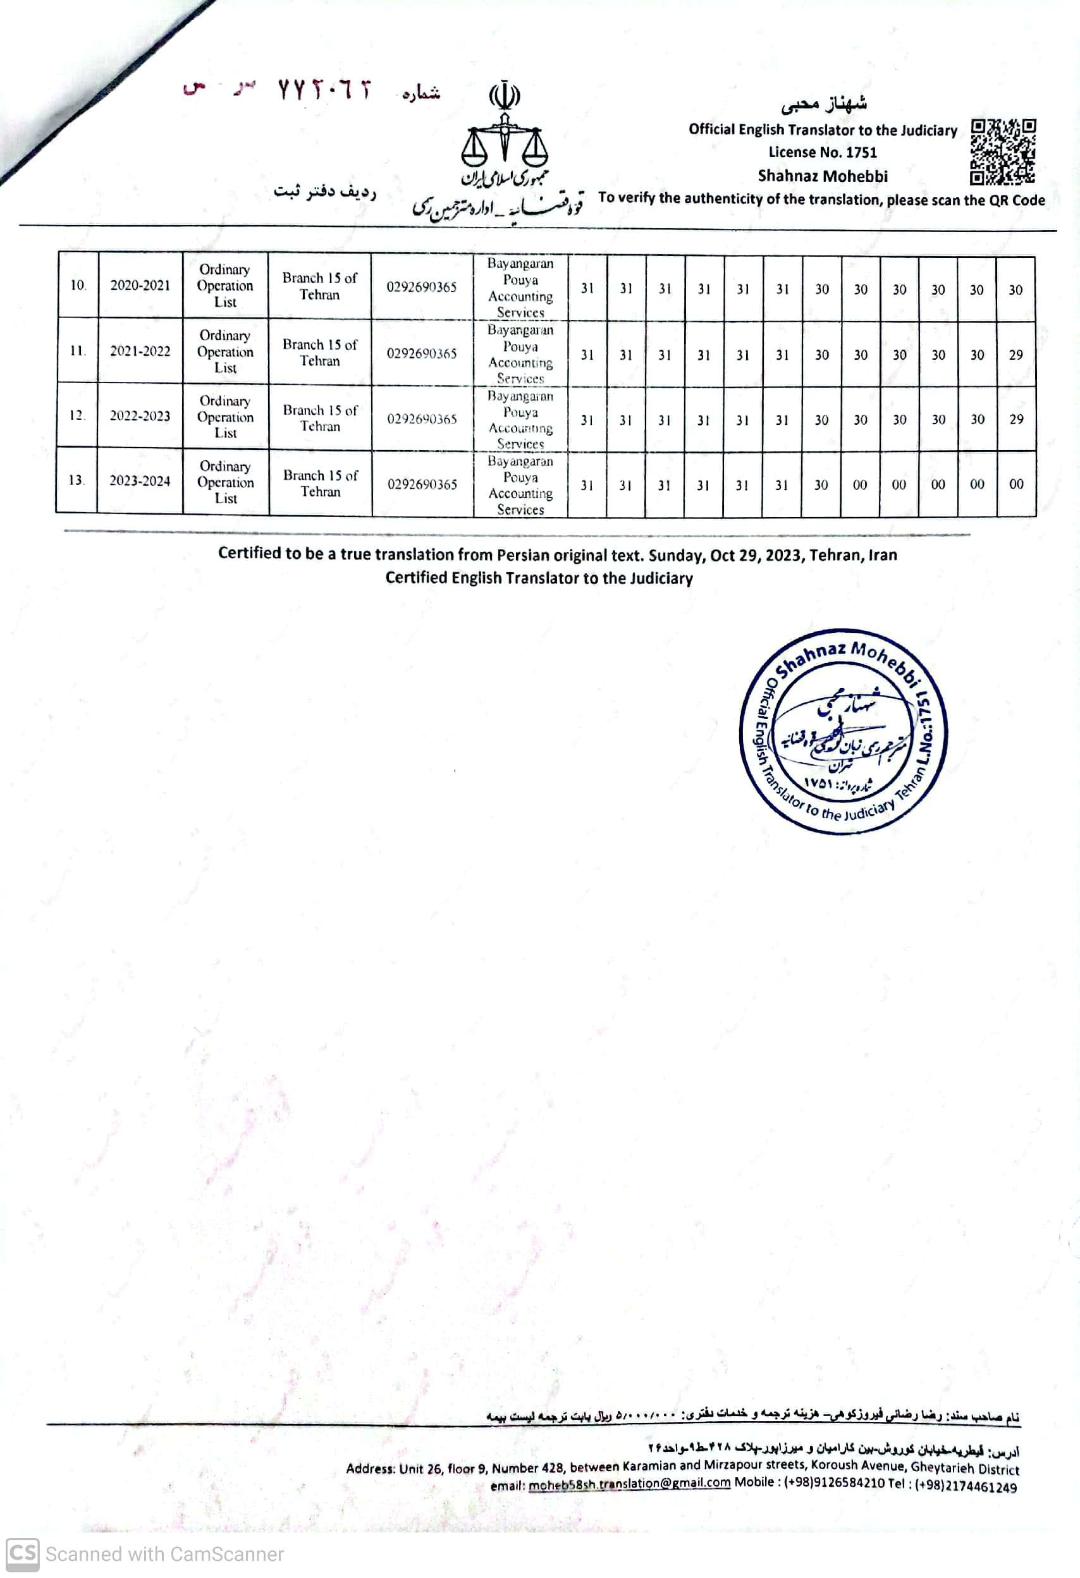 شماره ۷۷۲۰۶۲ س ص
جمهوری اسلامی ایران
قوه قضائیه - اداره مترجمین رسمی
ردیف دفتر ثبت
شهناز محبی
Official English Translator to the Judiciary
License No. 1751
Shahnaz Mohebbi
To verify the authenticity of the translation, please scan the QR Code
10. 2020-2021 Ordinary Operation List Branch 15 of Tehran 0292690365 Bayangaran Pouya Accounting Services 31 31 31 31 31 31 30 30 30 30 30 30
11. 2021-2022 Ordinary Operation List Branch 15 of Tehran 0292690365 Bayangaran Pouya Accounting Services 31 31 31 31 31 31 30 30 30 30 30 29
12. 2022-2023 Ordinary Operation List Branch 15 of Tehran 0292690365 Bayangaran Pouya Accounting Services 31 31 31 31 31 31 30 30 30 30 30 29
13. 2023-2024 Ordinary Operation List Branch 15 of Tehran 0292690365 Bayangaran Pouya Accounting Services 31 31 31 31 31 31 30 00 00 00 00 00
Certified to be a true translation from Persian original text. Sunday, Oct 29, 2023, Tehran, Iran
Certified English Translator to the Judiciary
Shahnaz Mohebbi L.No.:1751
Official English Translator to the Judiciary Tehran
شهناز محبی
مترجم رسمی زبان انگلیسی قوه قضائیه
تهران
شماره پروانه: ۱۷۵۱
نام صاحب سند: رضا رضائی فیروزکوهی- هزینه ترجمه و خدمات دفتری: ۵/۰۰۰/۰۰۰ ریال بابت ترجمه لیست بیمه
آدرس: قیطریه-خیابان کوروش-بین کارامیان و میرزاپور-پلاک ۴۲۸-ط۹-واحد۲۶
Address: Unit 26, floor 9, Number 428, between Karamian and Mirzapour streets, Koroush Avenue, Gheytarieh District
email: moheb58sh.translation@gmail.com Mobile : (+98)9126584210 Tel : (+98)2174461249
CS Scanned with CamScanner